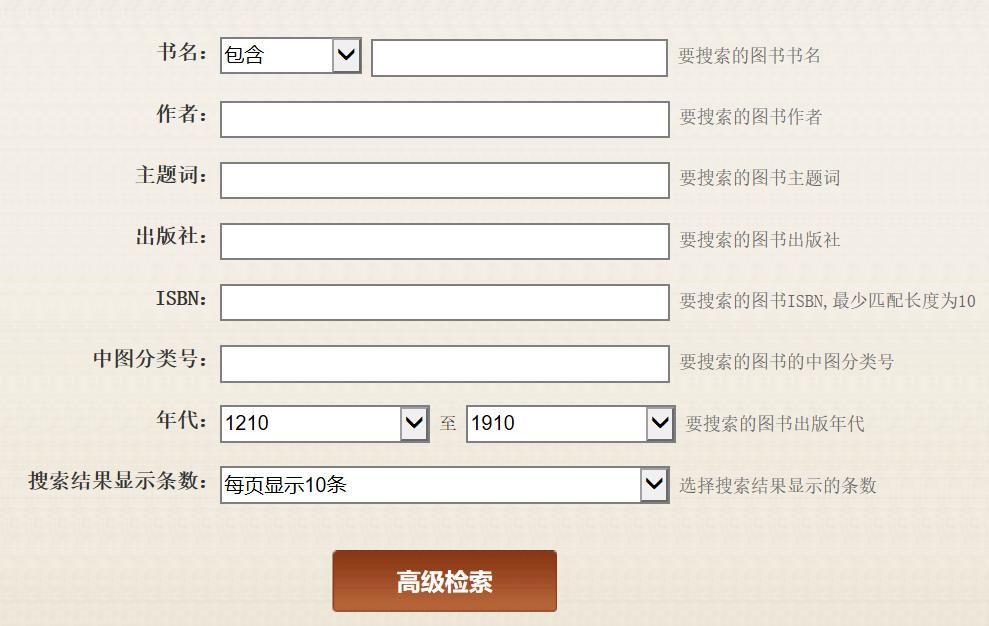 书名： 包含 要搜索的图书书名
作者： 要搜索的图书作者
主题词： 要搜索的图书主题词
出版社： 要搜索的图书出版社
ISBN： 要搜索的图书ISBN,最少匹配长度为10
中图分类号： 要搜索的图书的中图分类号
年代： 1210 至 1910 要搜索的图书出版年代
搜索结果显示条数： 每页显示10条 选择搜索结果显示的条数
高级检索